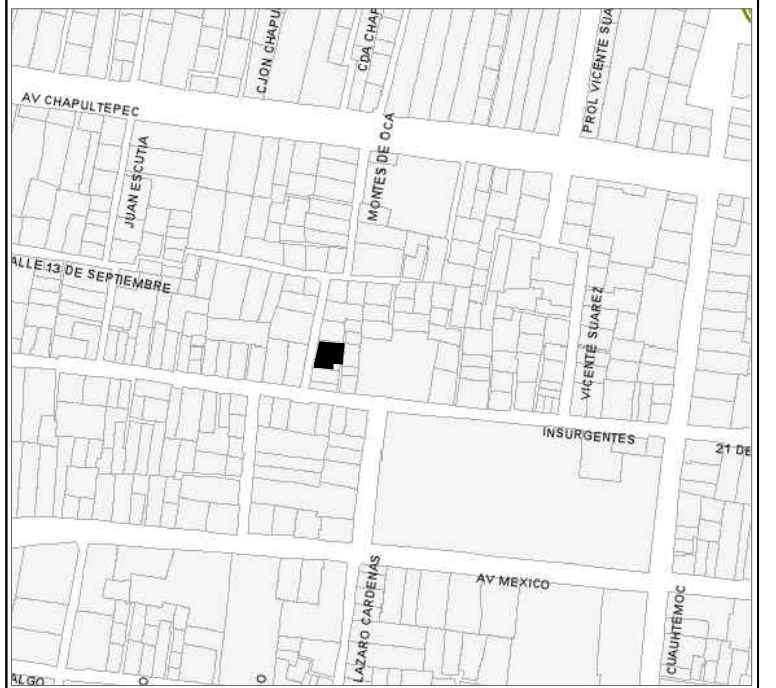 CJON CHAPU
CDA CHAP
PROL VICENTE SUA
AV CHAPULTEPEC
JUAN ESCUTIA
MONTES DE OCA
ALLE 13 DE SEPTIEMBRE
VICENTE SUAREZ
INSURGENTES
21 DE
LAZARO CARDENAS
AV MEXICO
CUAUHTEMOC
ALGO
O
O